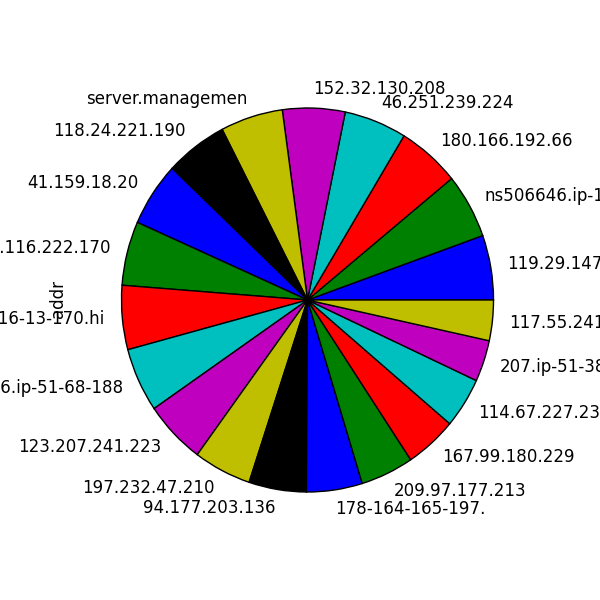 152.32.130.208
46.251.239.224
server.managemen
118.24.221.190
180.166.192.66
41.159.18.20
ns506646.ip-1
.116.222.170
119.29.147
addr
16-13-170.hi
117.55.241
207.ip-51-38
6.ip-51-68-188
114.67.227.23
123.207.241.223
167.99.180.229
197.232.47.210
209.97.177.213
94.177.203.136
178-164-165-197.